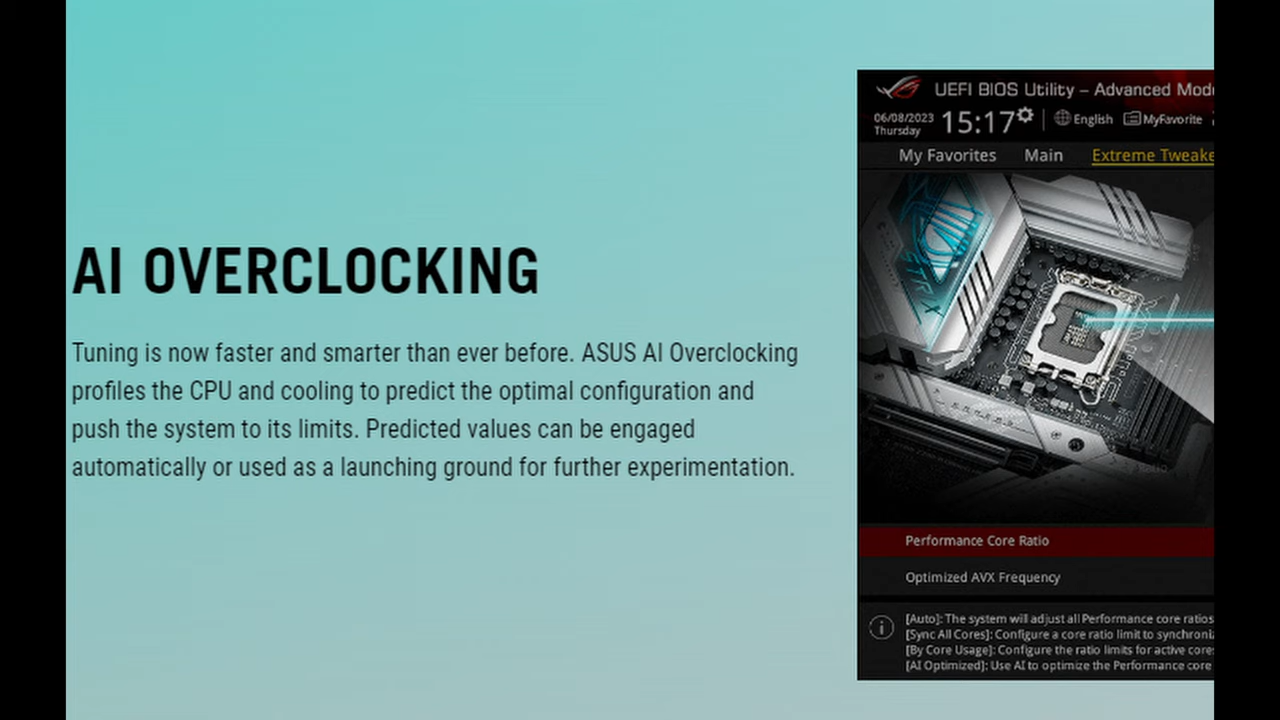 AI OVERCLOCKING
Tuning is now faster and smarter than ever before. ASUS AI Overclocking
profiles the CPU and cooling to predict the optimal configuration and
push the system to its limits. Predicted values can be engaged
automatically or used as a launching ground for further experimentation.
UEFI BIOS Utility – Advanced Mod
06/08/2023
Thursday
15:17
English
MyFavorite
My Favorites Main Extreme Tweake
Performance Core Ratio
Optimized AVX Frequency
[Auto]: The system will adjust all Performance core ratios
[Sync All Cores]: Configure a core ratio limit to synchroni
[By Core Usage]: Configure the ratio limits for active core
[AI Optimized]: Use AI to optimize the Performance core